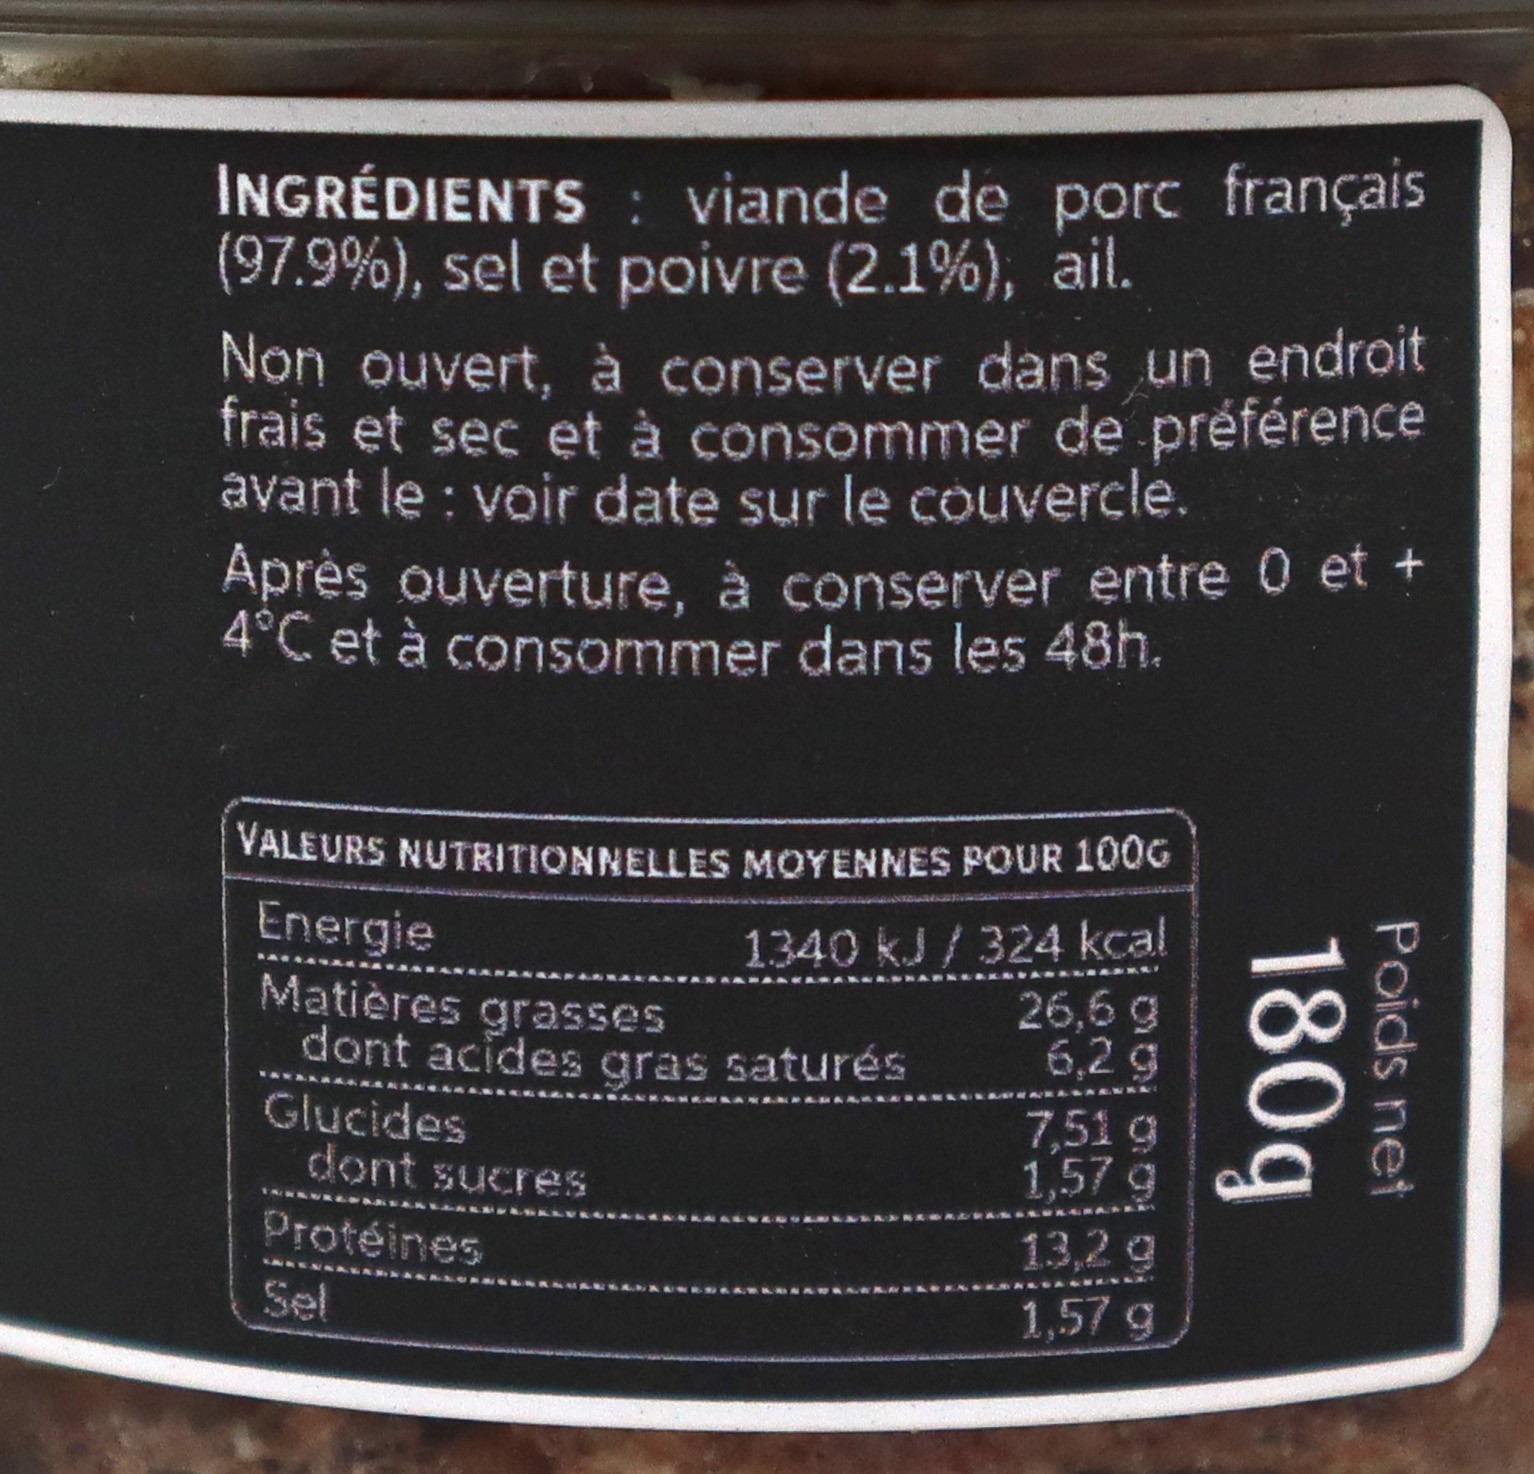 INGRÉDIENTS : viande de porc français
(97.9%), sel et poivre (2.1%), ail.
Non ouvert, à conserver dans un endroit
frais et sec et à consommer de préférence
avant le : voir date sur le couvercle.
Après ouverture, à conserver entre 0 et +
4°C et à consommer dans les 48h.
VALEURS NUTRITIONNELLES MOYENNES POUR 100G
Energie 1340 kJ / 324 kcal
Matières grasses 26,6 g
dont acides gras saturés 6,2 g
Glucides 7,51 g
dont sucres 1,57 g
Protéines 13,2 g
Sel 1,57 g
Poids net
180g